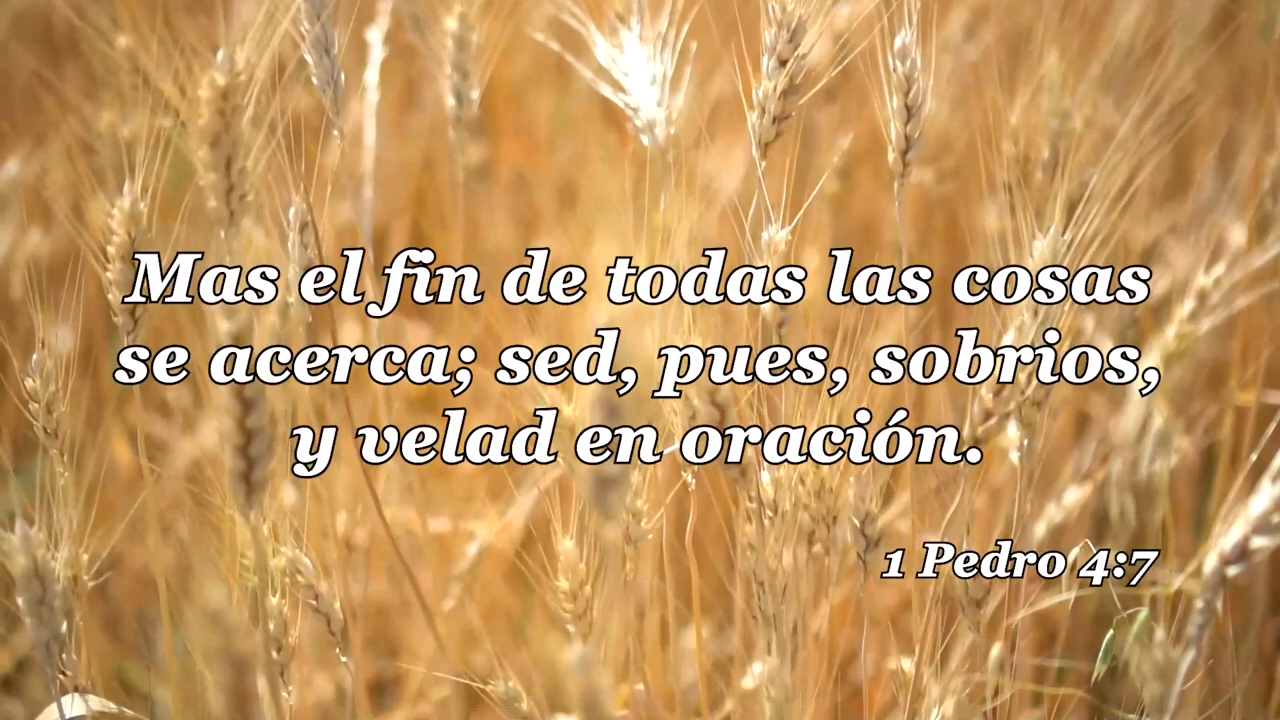 Mas el fin de todas las cosas
se acerca; sed, pues, sobrios,
y velad en oración.
1 Pedro 4:7